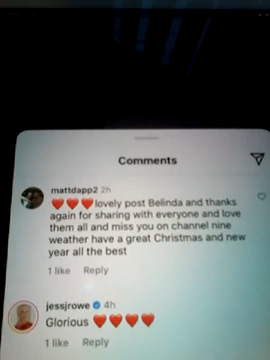 Comments
mattdapp2 2h
❤️❤️❤️lovely post Belinda and thanks
again for sharing with everyone and love
them all and miss you on channel nine
weather have a great Christmas and new
year all the best
1 like Reply
jessjrowe 4h
Glorious ❤️❤️❤️❤️
1 like Reply